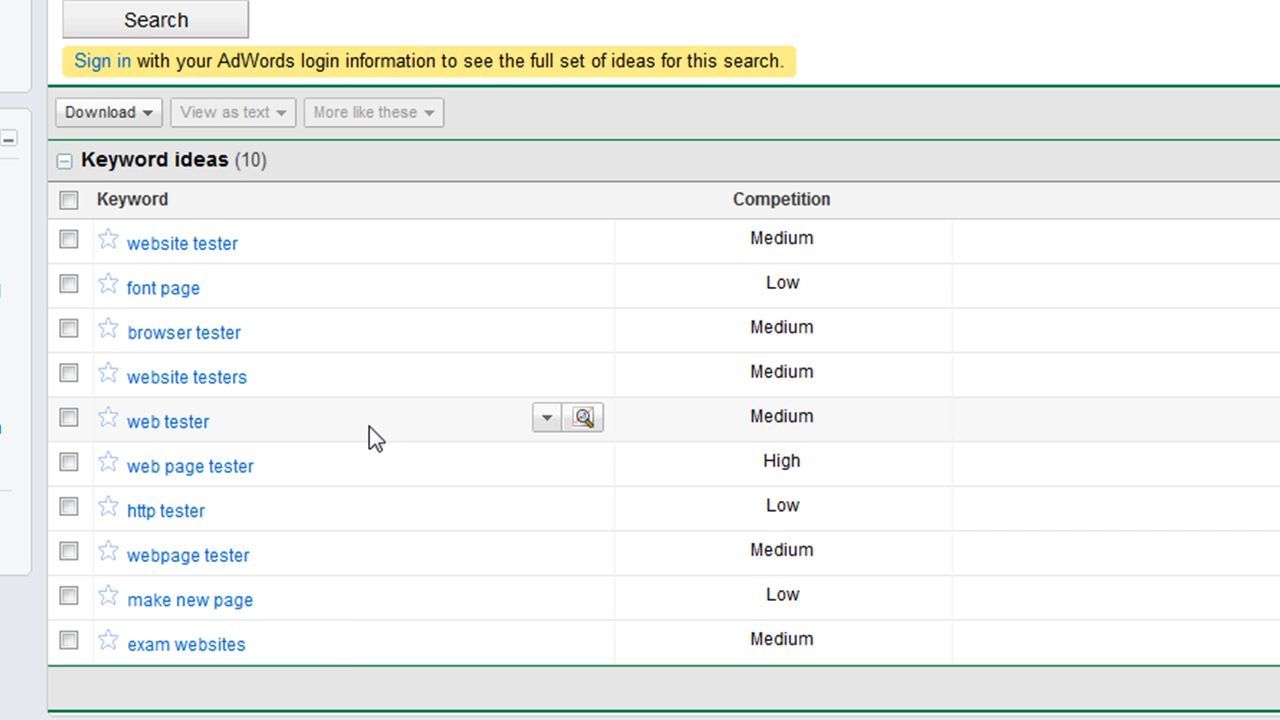 Search
Sign in with your AdWords login information to see the full set of ideas for this search.
Download View as text More like these
Keyword ideas (10)
Keyword Competition
website tester Medium
font page Low
browser tester Medium
website testers Medium
web tester Medium
web page tester High
http tester Low
webpage tester Medium
make new page Low
exam websites Medium